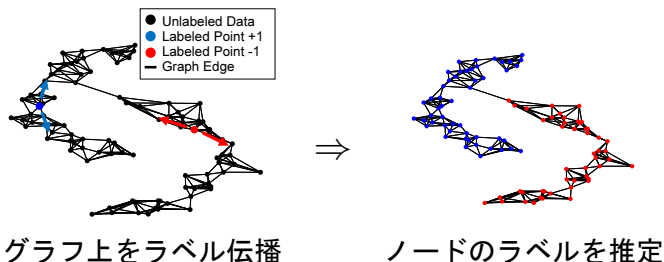 Unlabeled Data
Labeled Point +1
Labeled Point -1
Graph Edge
⇒
グラフ上をラベル伝播
ノードのラベルを推定